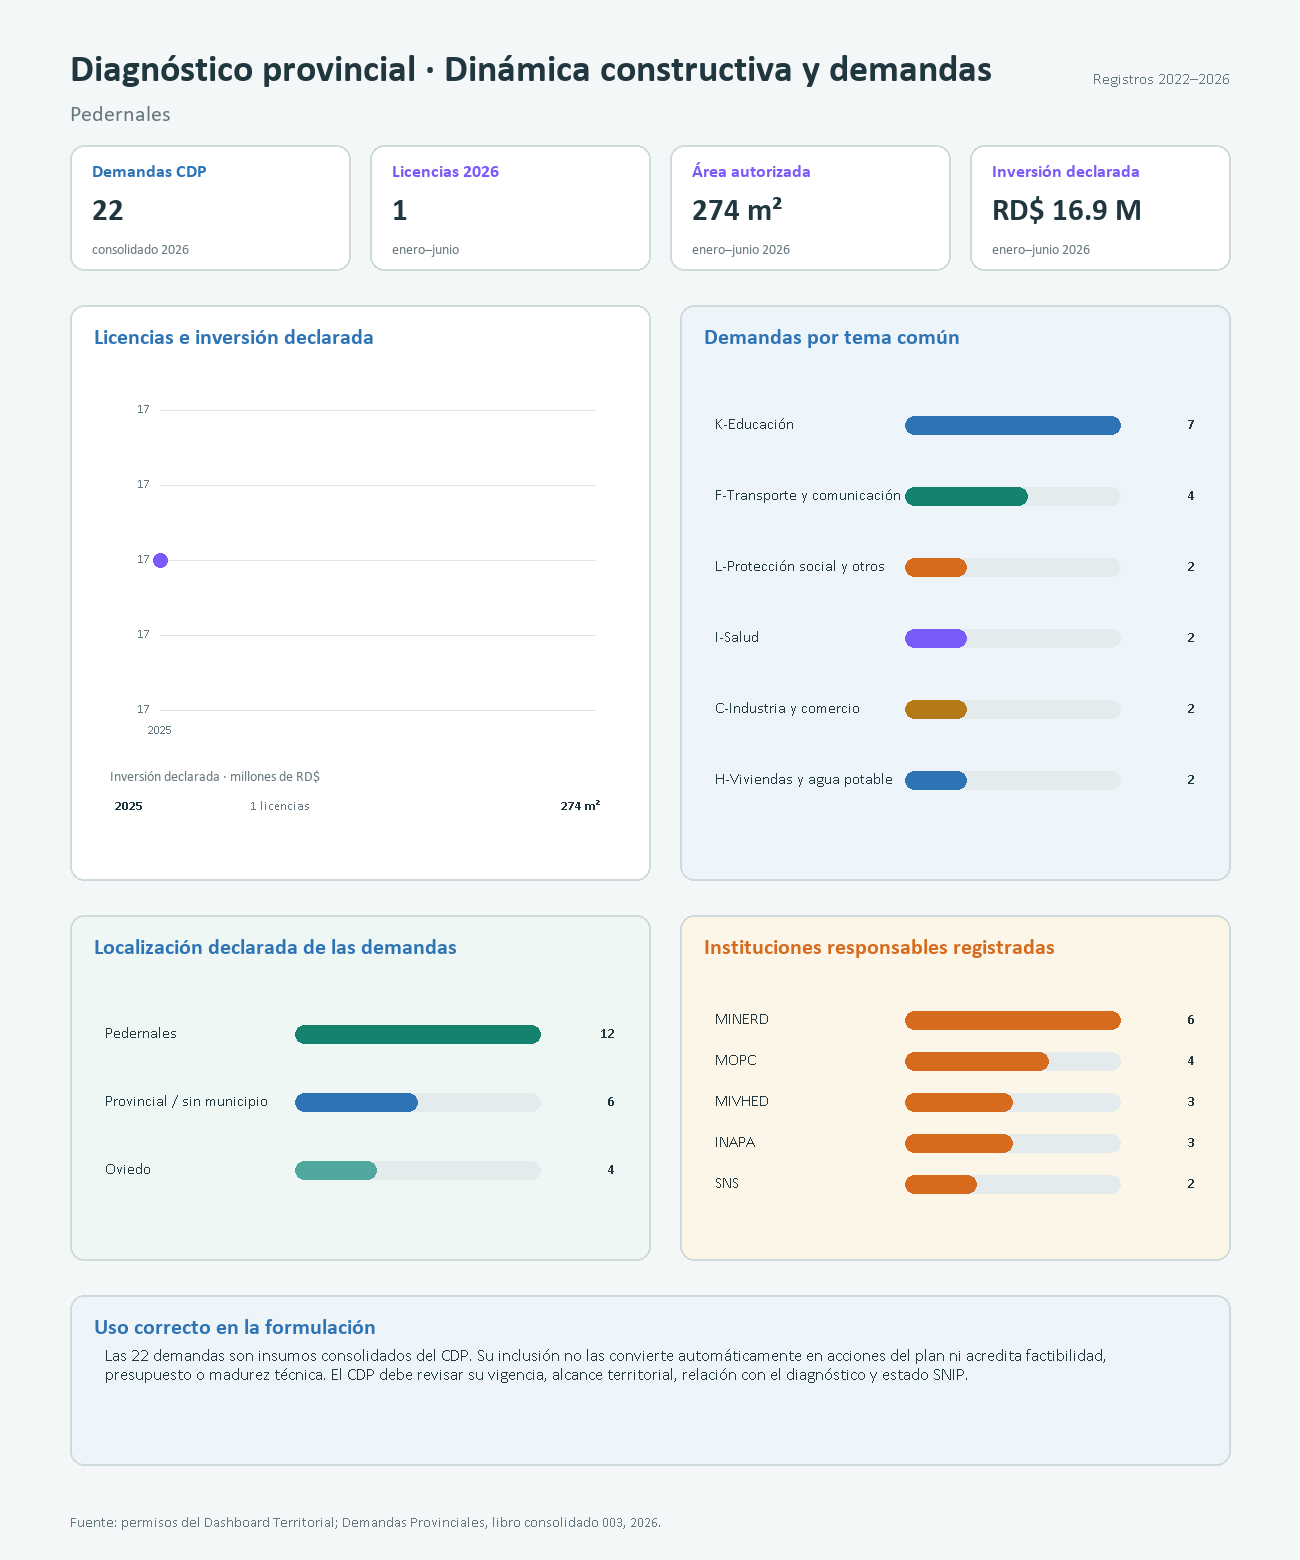 Diagnóstico provincial · Dinámica constructiva y demandas
Registros 2022–2026
Pedernales
Demandas CDP
22
consolidado 2026
Licencias 2026
1
enero–junio
Área autorizada
274 m²
enero–junio 2026
Inversión declarada
RD$ 16.9 M
enero–junio 2026
Licencias e inversión declarada
17
17
17
17
17
2025
Inversión declarada · millones de RD$
2025 1 licencias 274 m²
Demandas por tema común
K-Educación 7
F-Transporte y comunicación 4
L-Protección social y otros 2
I-Salud 2
C-Industria y comercio 2
H-Viviendas y agua potable 2
Localización declarada de las demandas
Pedernales 12
Provincial / sin municipio 6
Oviedo 4
Instituciones responsables registradas
MINERD 6
MOPC 4
MIVHED 3
INAPA 3
SNS 2
Uso correcto en la formulación
Las 22 demandas son insumos consolidados del CDP. Su inclusión no las convierte automáticamente en acciones del plan ni acredita factibilidad,
presupuesto o madurez técnica. El CDP debe revisar su vigencia, alcance territorial, relación con el diagnóstico y estado SNIP.
Fuente: permisos del Dashboard Territorial; Demandas Provinciales, libro consolidado 003, 2026.